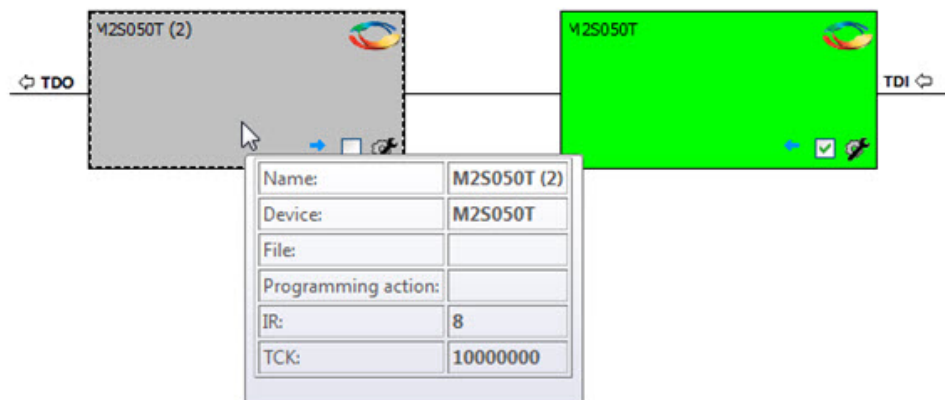 M2S050T (2)
M2S050T
TDO
TDI
Name: M2S050T (2)
Device: M2S050T
File:
Programming action:
IR: 8
TCK: 10000000